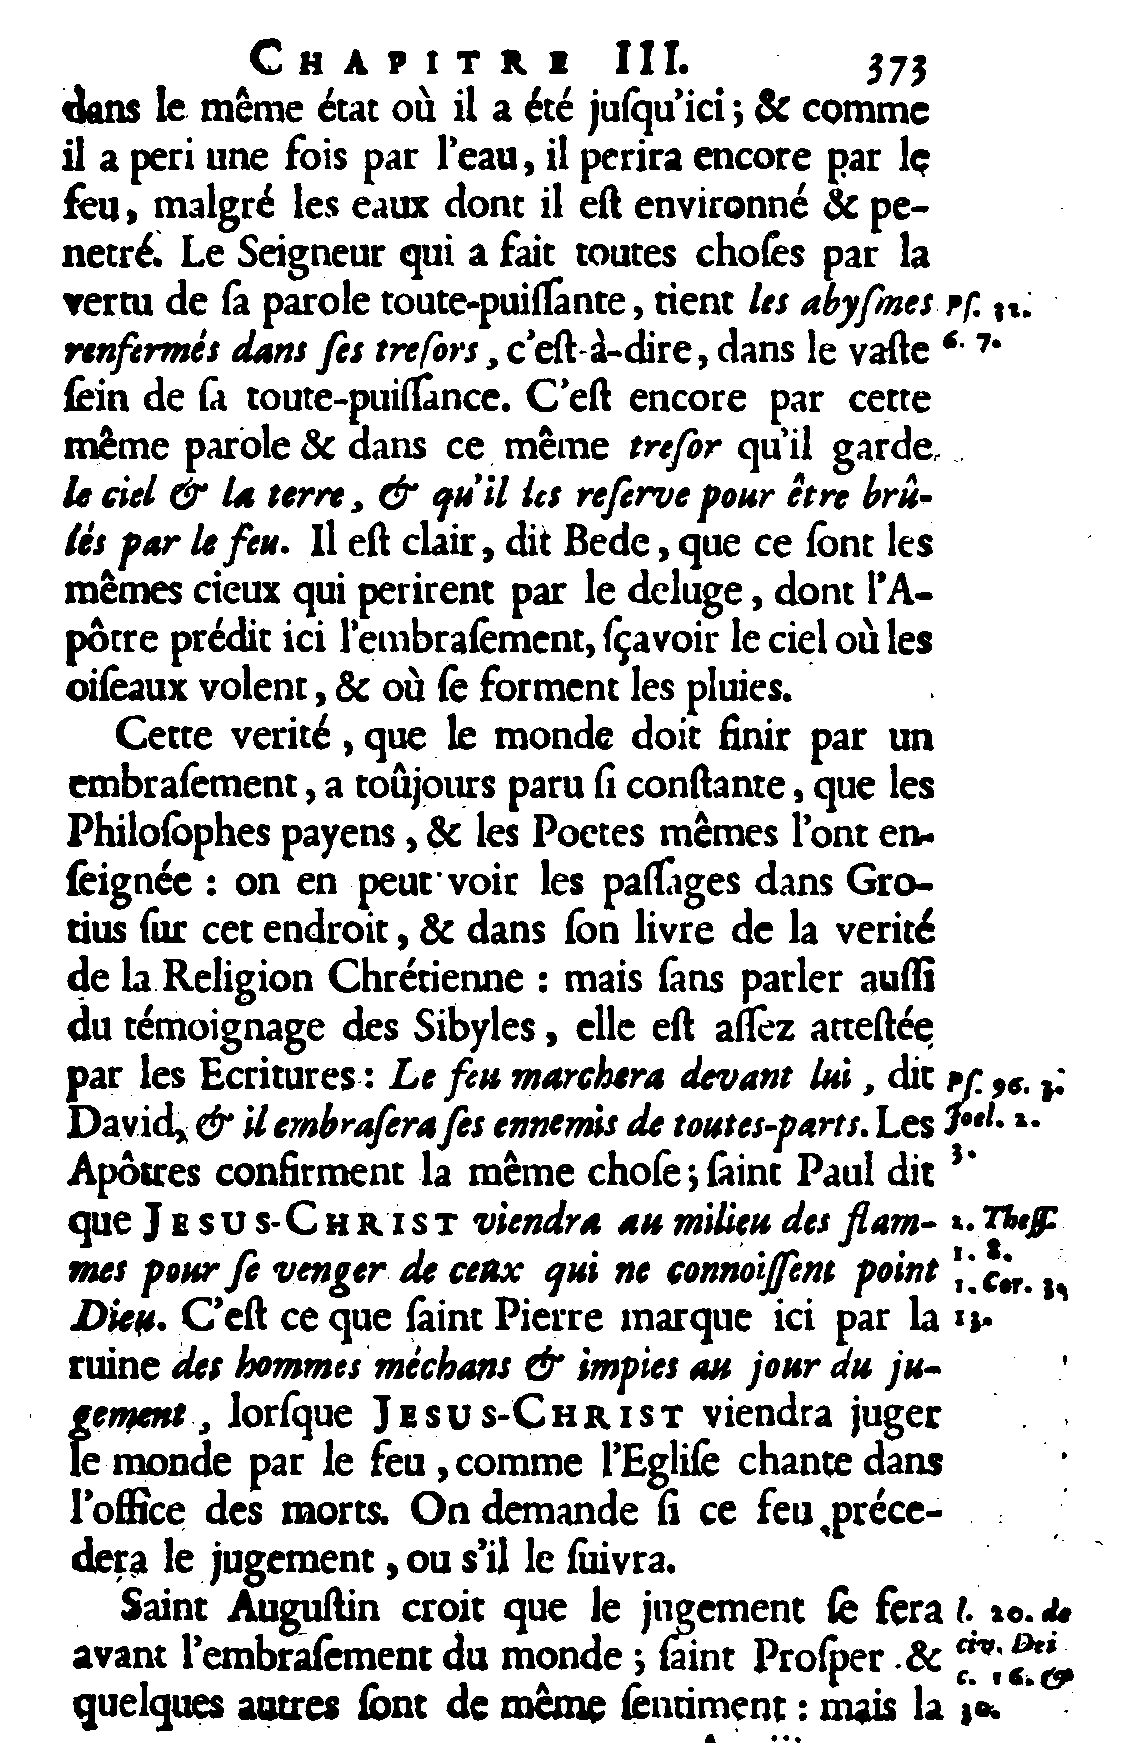 CHAPITRE III. 373
dans le même état où il a été juſqu'ici ; & comme
il a peri une fois par l'eau, il perira encore par le
feu, malgré les eaux dont il eſt environné & pe-
netré. Le Seigneur qui a fait toutes choſes par la
vertu de ſa parole toute-puiſſante, tient les abyſmes
Pſ. 32.
renfermés dans ſes treſors, c'eſt-à-dire, dans le vaſte
6. 7.
ſein de ſa toute-puiſſance. C'eſt encore par cette
même parole & dans ce même treſor qu'il garde
le ciel & la terre, & qu'il les reſerve pour être brû-
lés par le feu. Il eſt clair, dit Bede, que ce ſont les
mêmes cieux qui perirent par le deluge, dont l'A-
pôtre prédit ici l'embraſement, ſçavoir le ciel où les
oiſeaux volent, & où ſe forment les pluies.
Cette verité, que le monde doit finir par un
embraſement, a toûjours paru ſi conſtante, que les
Philoſophes payens, & les Poetes mêmes l'ont en-
ſeignée : on en peut voir les paſſages dans Gro-
tius ſur cet endroit, & dans ſon livre de la verité
de la Religion Chrétienne : mais ſans parler auſſi
du témoignage des Sibyles, elle eſt aſſez atteſtée
par les Ecritures : Le feu marchera devant lui, dit
Pſ. 96. 3.
David, & il embraſera ſes ennemis de toutes-parts. Les
Joel. 2.
Apôtres confirment la même choſe ; ſaint Paul dit
3.
que JESUS-CHRIST viendra au milieu des flam-
2. Theſſ.
mes pour ſe venger de ceux qui ne connoiſſent point
1. 8.
1. Cor. 3.
Dieu. C'eſt ce que ſaint Pierre marque ici par la
13.
ruine des hommes méchans & impies au jour du ju-
gement, lorſque JESUS-CHRIST viendra juger
le monde par le feu, comme l'Egliſe chante dans
l'office des morts. On demande ſi ce feu préce-
dera le jugement, ou s'il le ſuivra.
Saint Auguſtin croit que le jugement ſe fera
l. 20. de
avant l'embraſement du monde ; ſaint Proſper & 
civ. Dei
quelques autres ſont de même ſentiment : mais la
c. 16. &
30.